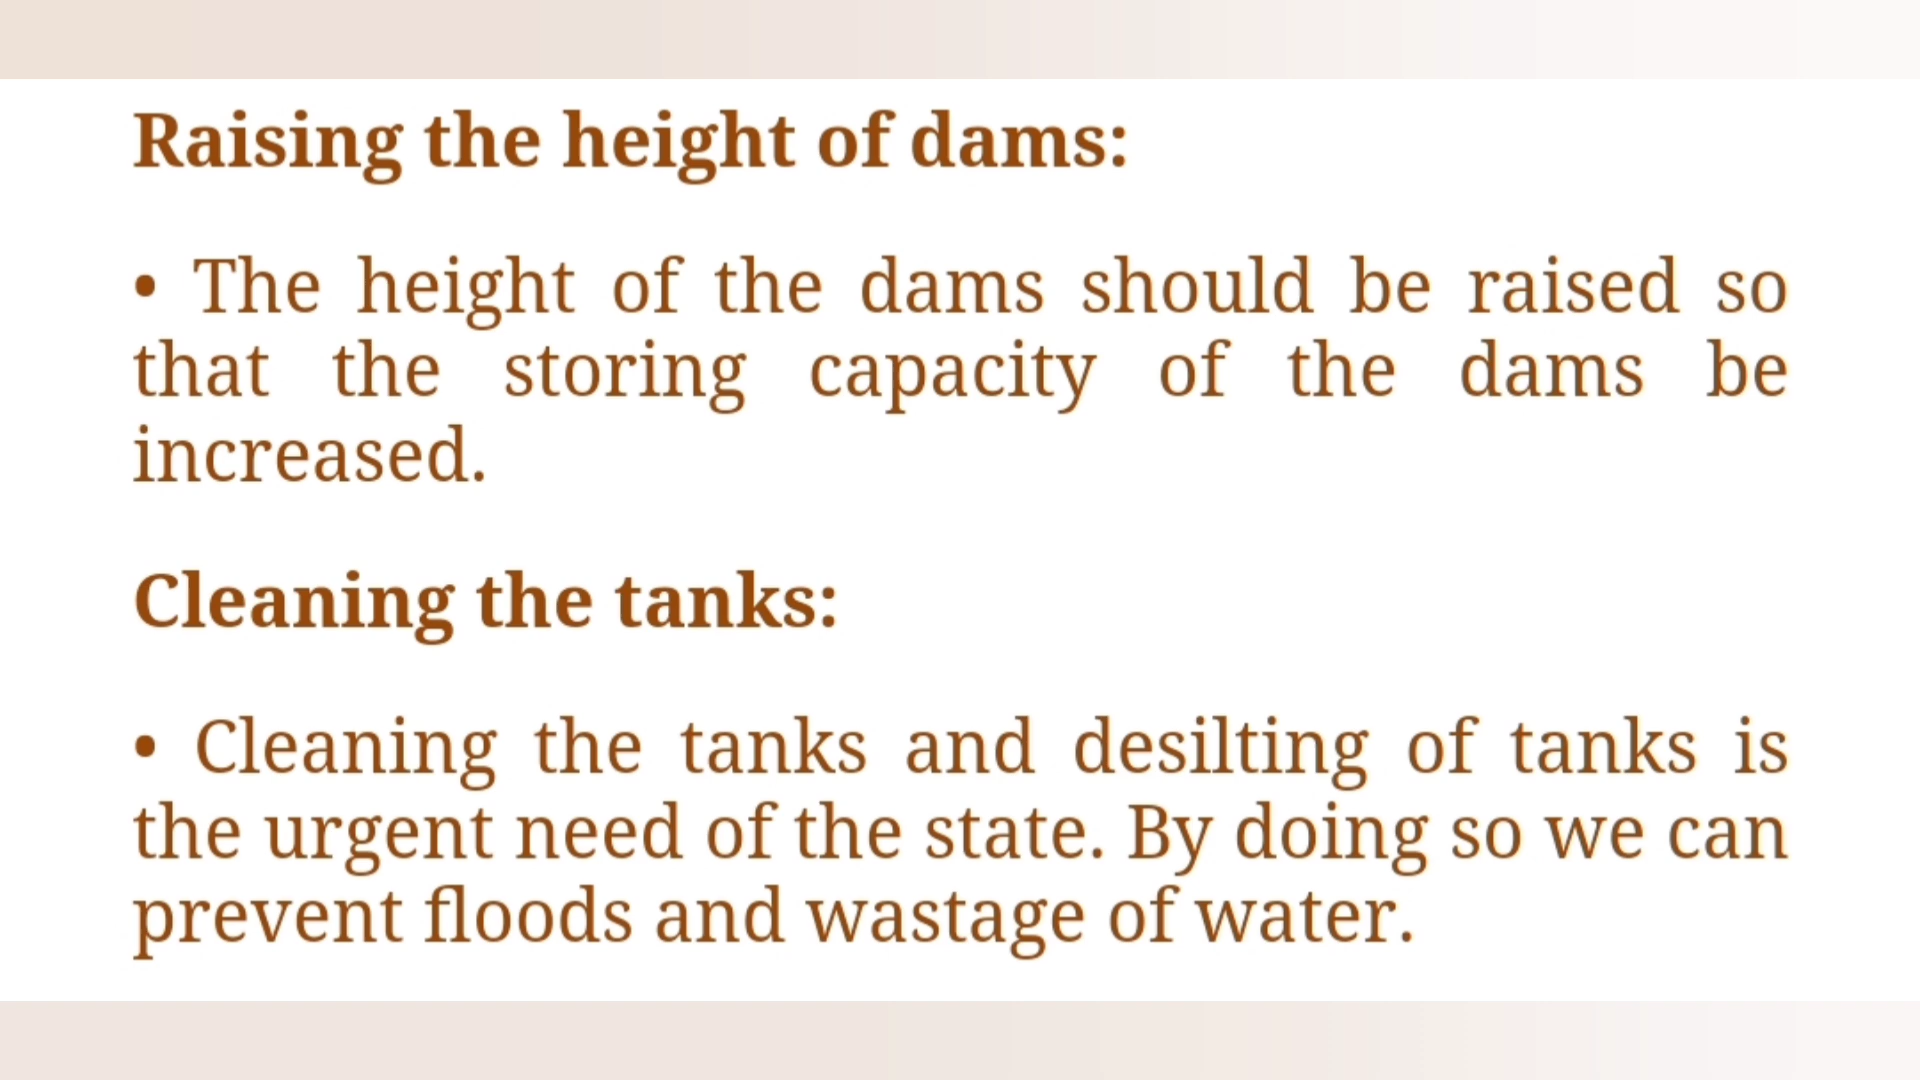 Raising the height of dams:
• The height of the dams should be raised so
that the storing capacity of the dams be
increased.
Cleaning the tanks:
• Cleaning the tanks and desilting of tanks is
the urgent need of the state. By doing so we can
prevent floods and wastage of water.